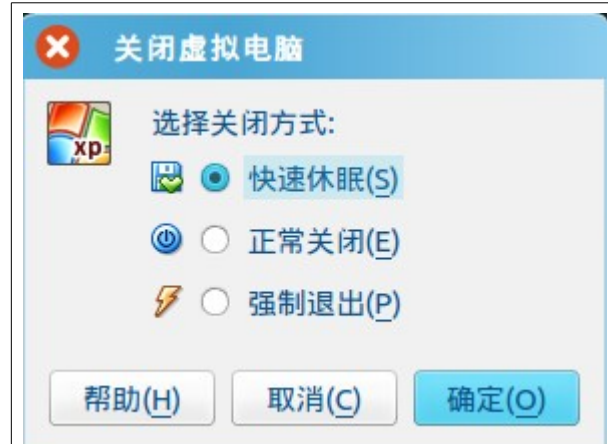 关闭虚拟电脑
xp
选择关闭方式:
快速休眠(S)
正常关闭(E)
强制退出(P)
帮助(H) 取消(C) 确定(O)